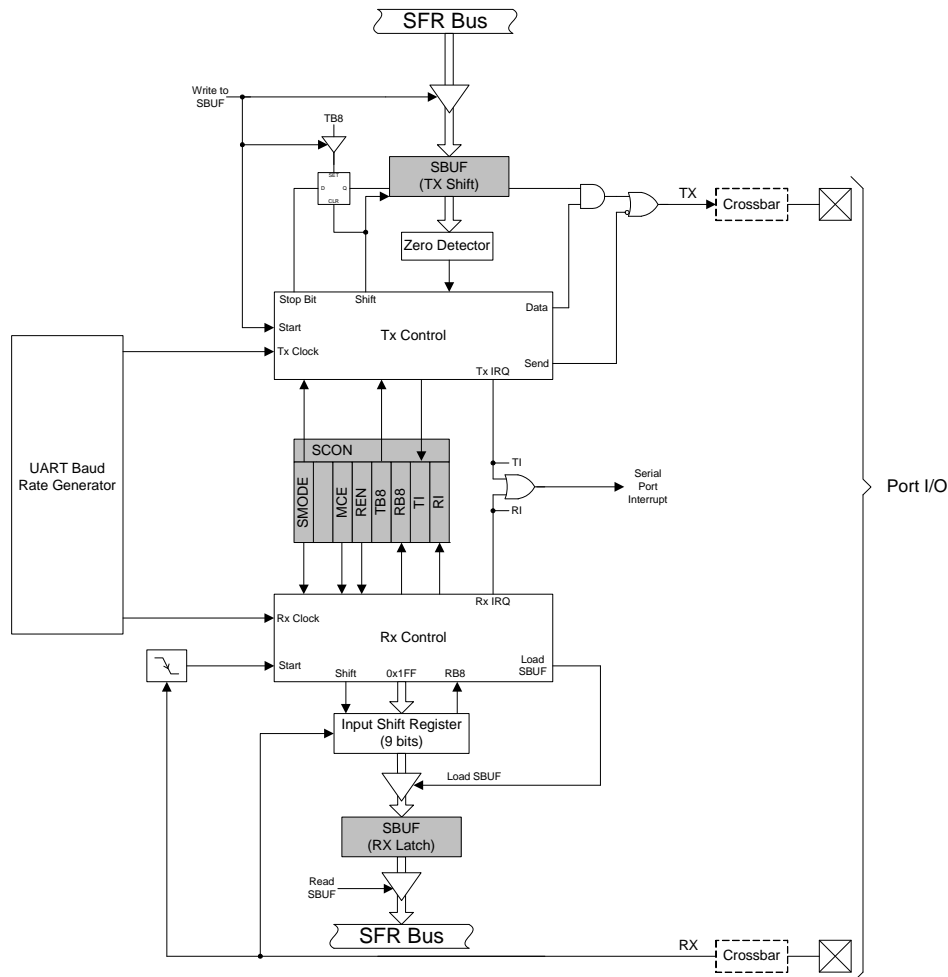 SFR Bus
Write to
SBUF
TB8
SET
D
Q
CLR
SBUF
(TX Shift)
TX
Crossbar
Zero Detector
Stop Bit
Shift
Data
Start
Tx Control
Tx Clock
Send
Tx IRQ
UART Baud
Rate Generator
SCON
SMODE
MCE
REN
TB8
RB8
TI
RI
TI
RI
Serial
Port
Interrupt
Port I/O
Rx IRQ
Rx Clock
Rx Control
Start
Load
SBUF
Shift
0x1FF
RB8
Input Shift Register
(9 bits)
Load SBUF
SBUF
(RX Latch)
Read
SBUF
SFR Bus
RX
Crossbar